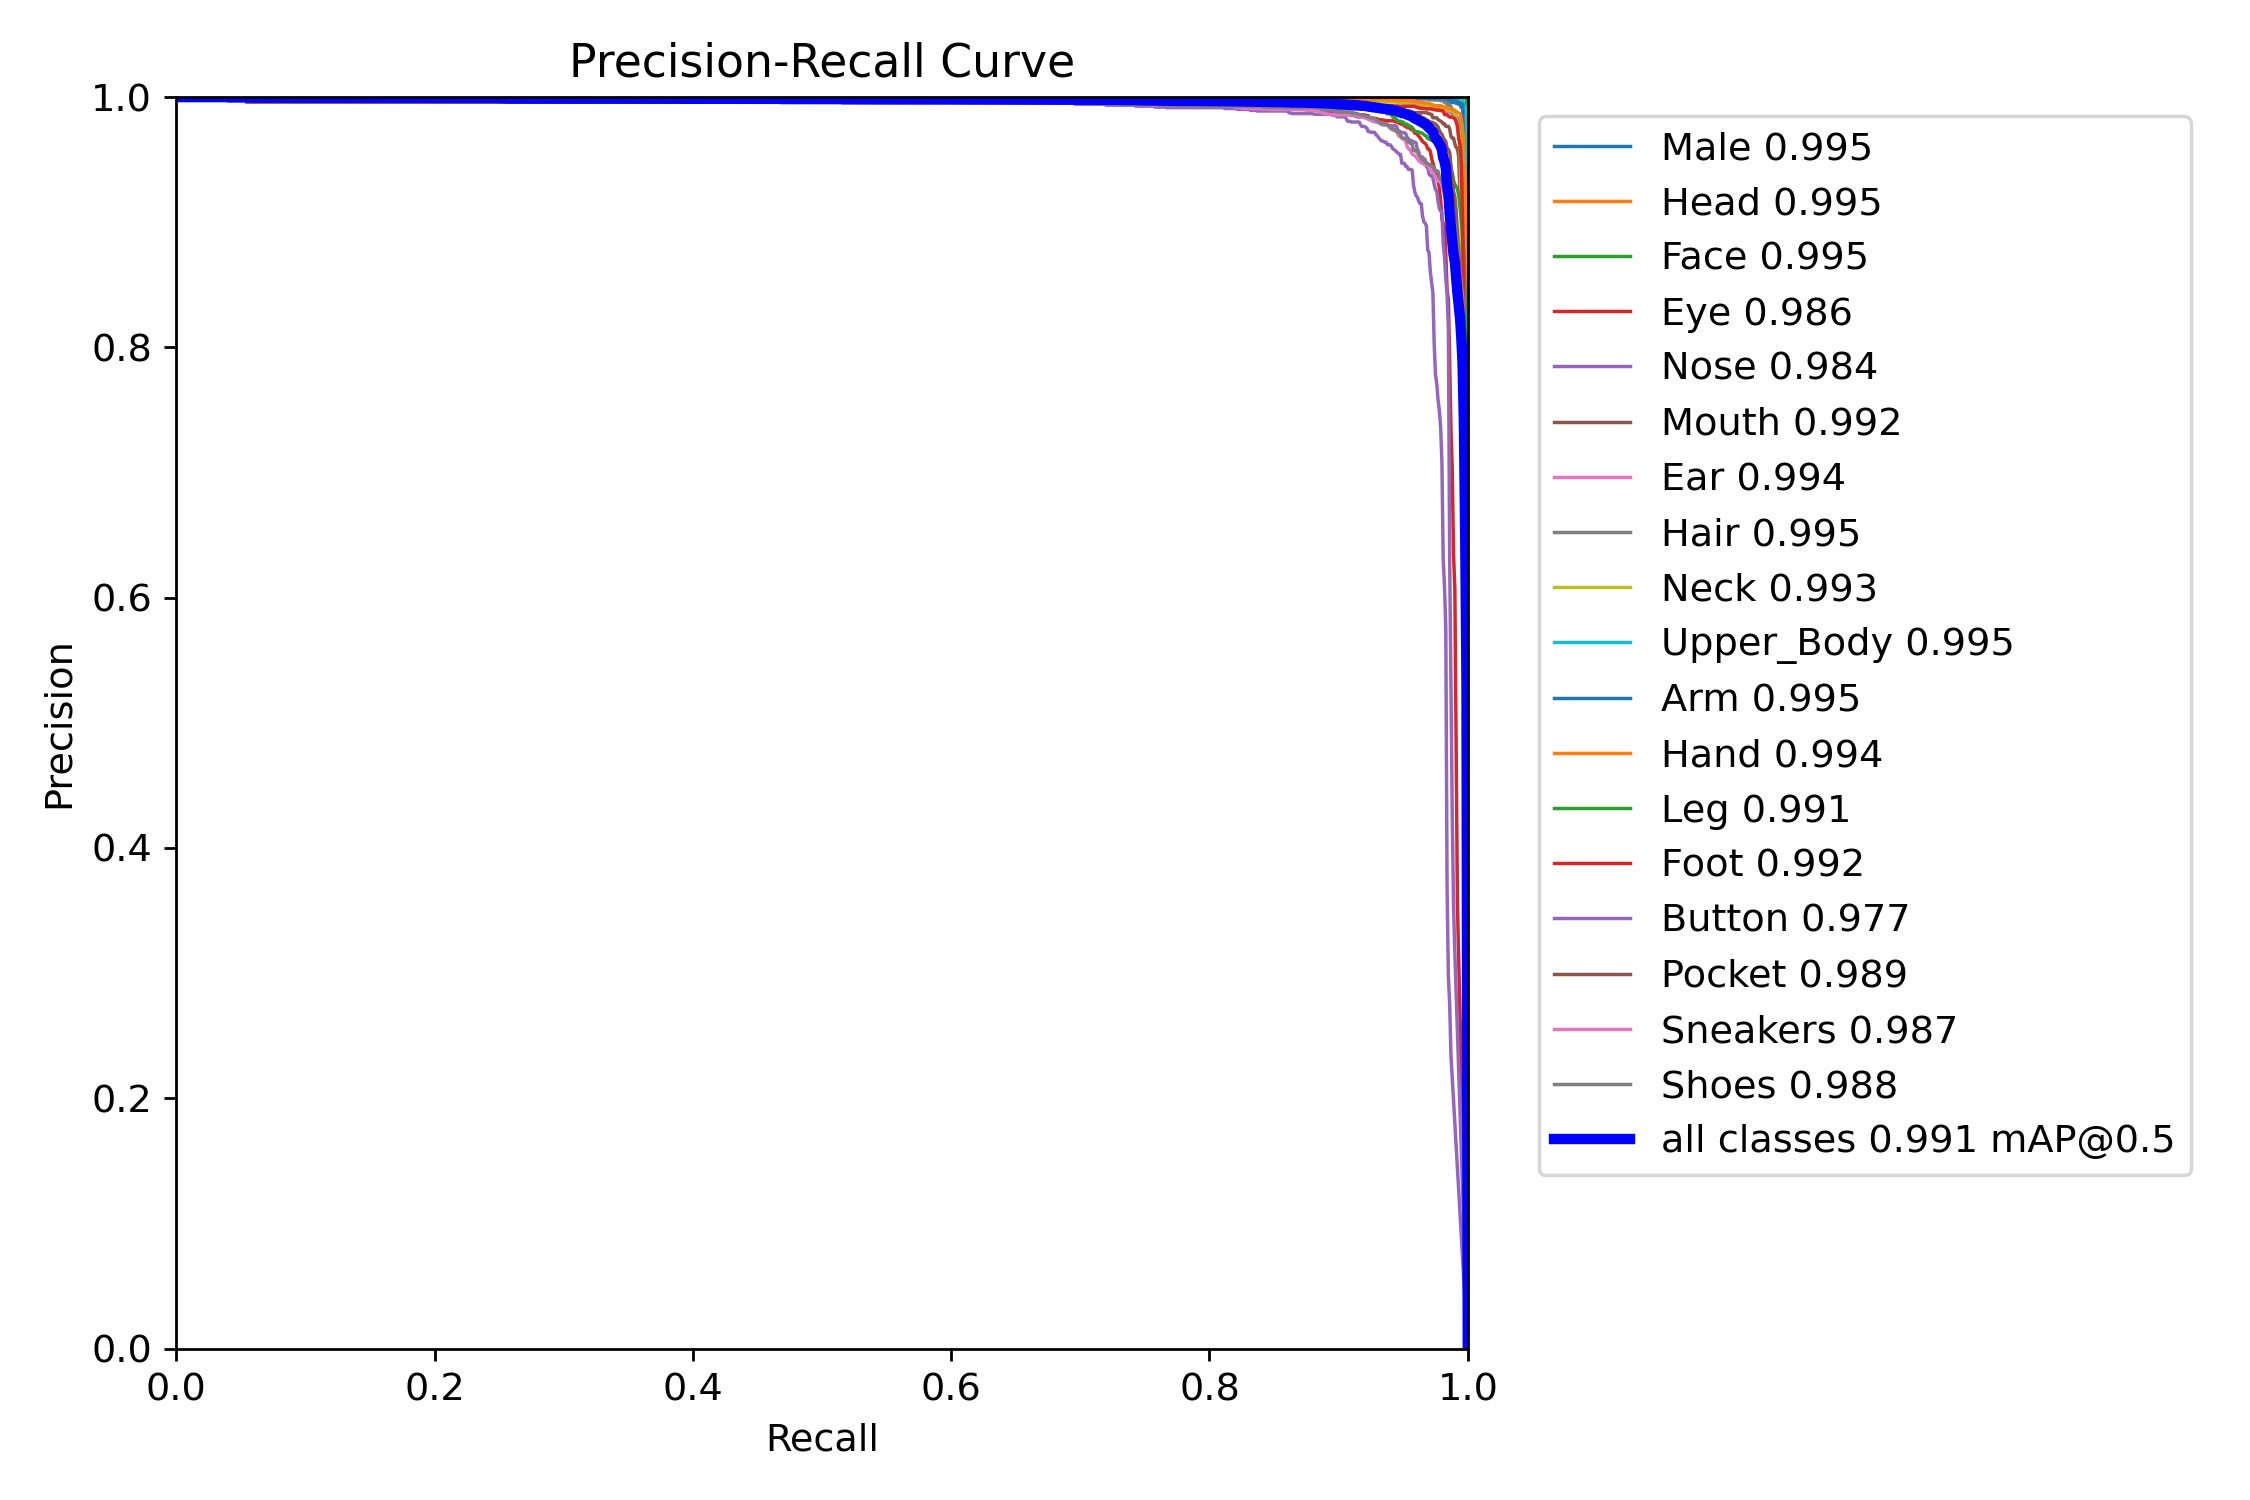 Precision-Recall Curve
1.0
0.8
0.6
0.4
0.2
0.0
Precision
0.0 0.2 0.4 0.6 0.8 1.0
Recall
Male 0.995
Head 0.995
Face 0.995
Eye 0.986
Nose 0.984
Mouth 0.992
Ear 0.994
Hair 0.995
Neck 0.993
Upper_Body 0.995
Arm 0.995
Hand 0.994
Leg 0.991
Foot 0.992
Button 0.977
Pocket 0.989
Sneakers 0.987
Shoes 0.988
all classes 0.991 mAP@0.5